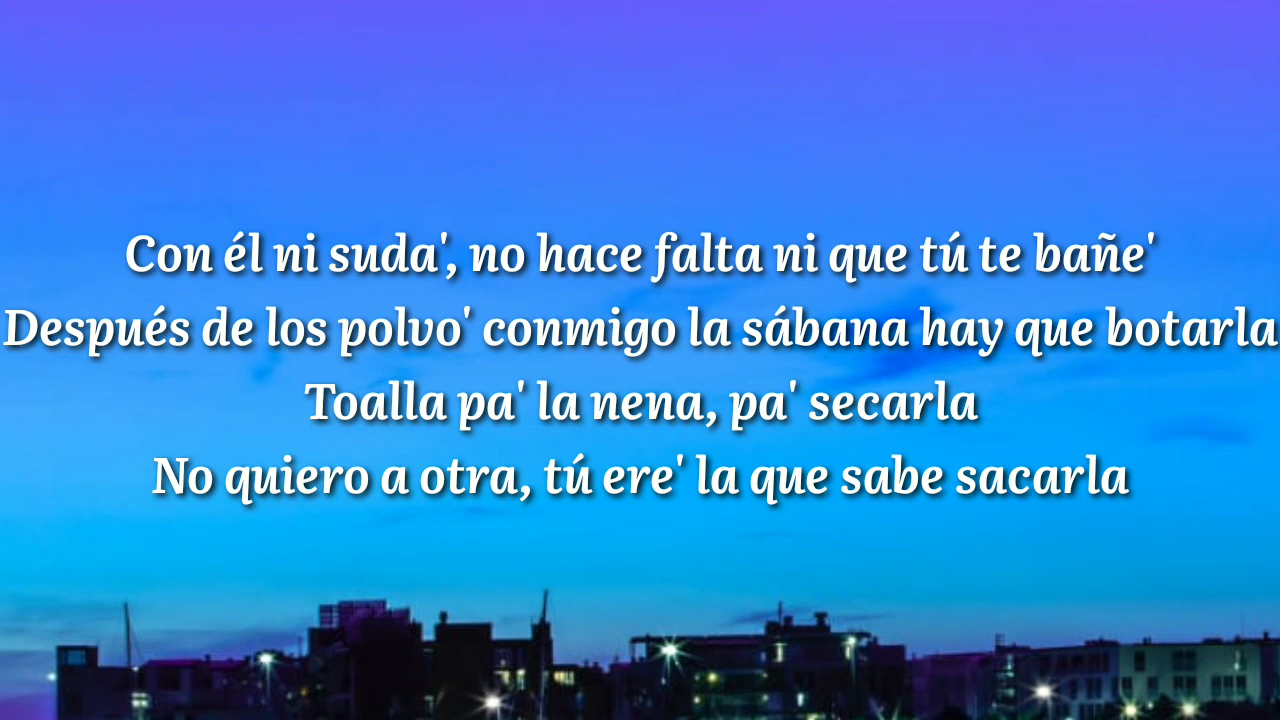 Con él ni suda', no hace falta ni que tú te bañe'
Después de los polvo' conmigo la sábana hay que botarla
Toalla pa' la nena, pa' secarla
No quiero a otra, tú ere' la que sabe sacarla